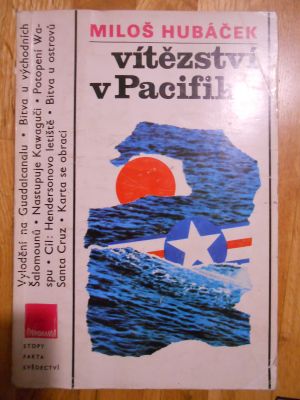 MILOŠ HUBÁČEK
vítězství
v Pacifiku
Vylodění na Guadalcanalu • Bitva u východních
Šalomounů • Nastupuje Kawaguči • Potopení Wa-
spu • Cíl: Hendersonovo letiště • Bitva u ostrovů
Santa Cruz • Karta se obrací
STOPY
FAKTA
SVĚDECTVÍ